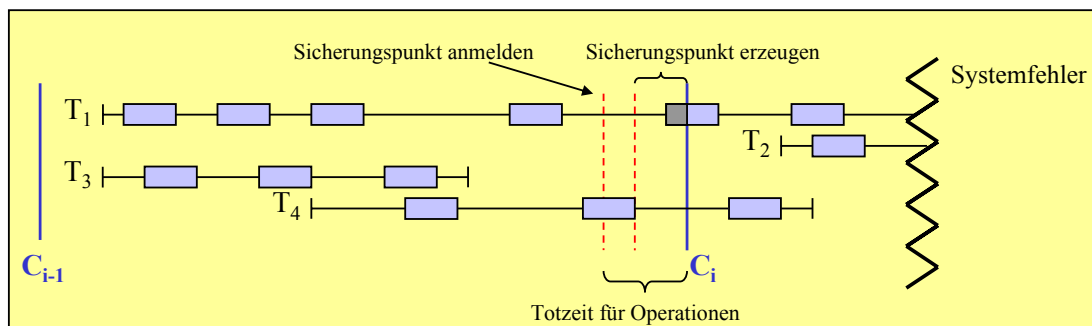 Sicherungspunkt anmelden
Sicherungspunkt erzeugen
Systemfehler
T1
T2
T3
T4
Ci-1
Ci
Totzeit für Operationen